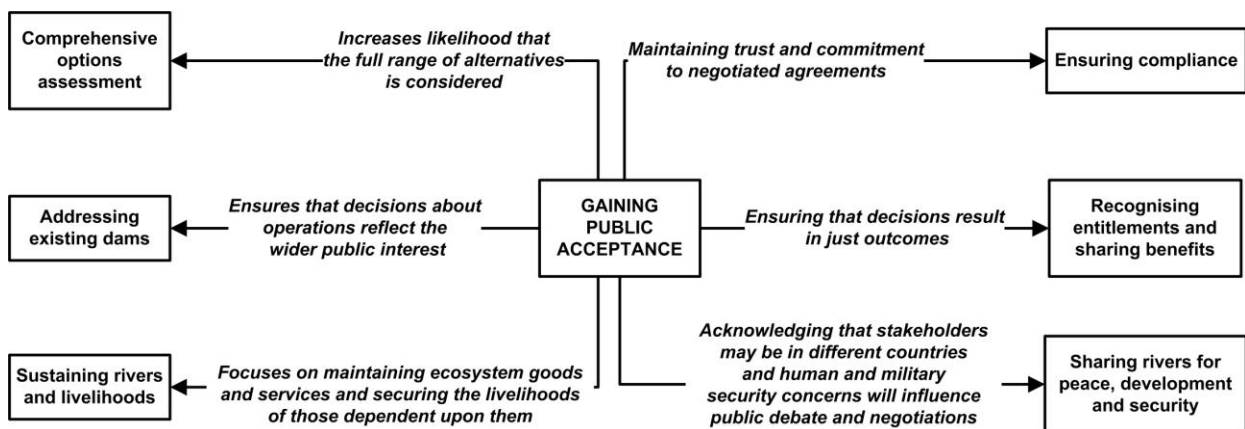 Comprehensive
options
assessment
Increases likelihood that
the full range of alternatives
is considered
Maintaining trust and commitment
to negotiated agreements
Ensuring compliance
Addressing
existing dams
Ensures that decisions about
operations reflect the
wider public interest
GAINING
PUBLIC
ACCEPTANCE
Ensuring that decisions result
in just outcomes
Recognising
entitlements and
sharing benefits
Sustaining rivers
and livelihoods
Focuses on maintaining ecosystem goods
and services and securing the livelihoods
of those dependent upon them
Acknowledging that stakeholders
may be in different countries
and human and military
security concerns will influence
public debate and negotiations
Sharing rivers for
peace, development
and security